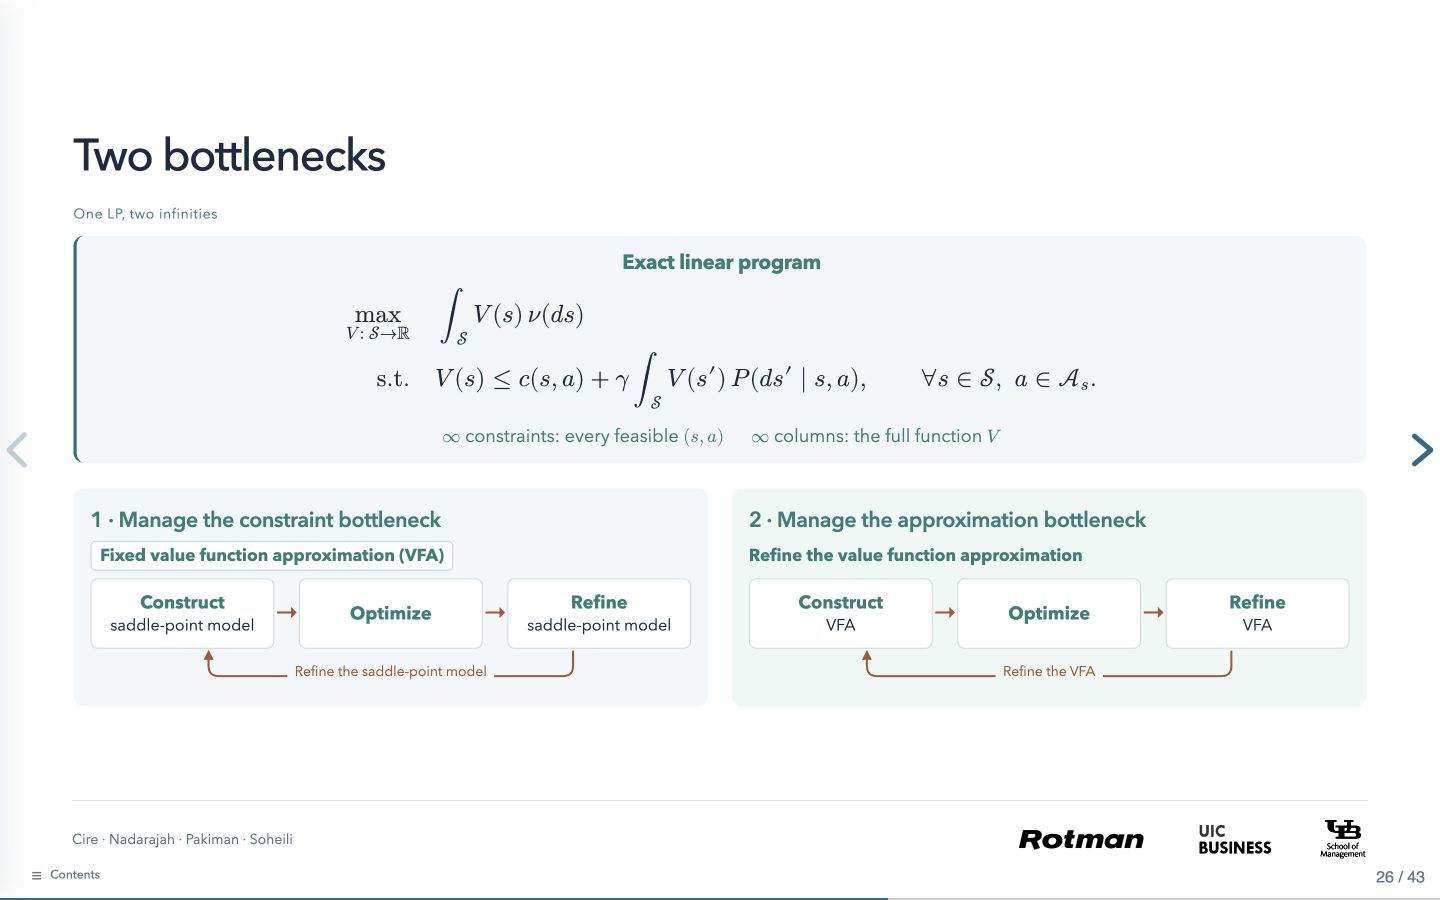 Two bottlenecks
One LP, two infinities
Exact linear program
max ∫_𝒮 V(s) ν(ds)
V: 𝒮→ℝ
s.t. V(s) ≤ c(s, a) + γ ∫_𝒮 V(s′) P(ds′ | s, a), ∀s ∈ 𝒮, a ∈ 𝒜_s.
∞ constraints: every feasible (s, a) ∞ columns: the full function V
1 · Manage the constraint bottleneck
Fixed value function approximation (VFA)
Construct
saddle-point model
Optimize
Refine
saddle-point model
Refine the saddle-point model
2 · Manage the approximation bottleneck
Refine the value function approximation
Construct
VFA
Optimize
Refine
VFA
Refine the VFA
Cire · Nadarajah · Pakiman · Soheili
Rotman
UIC
BUSINESS
UB
School of
Management
≡ Contents
26 / 43